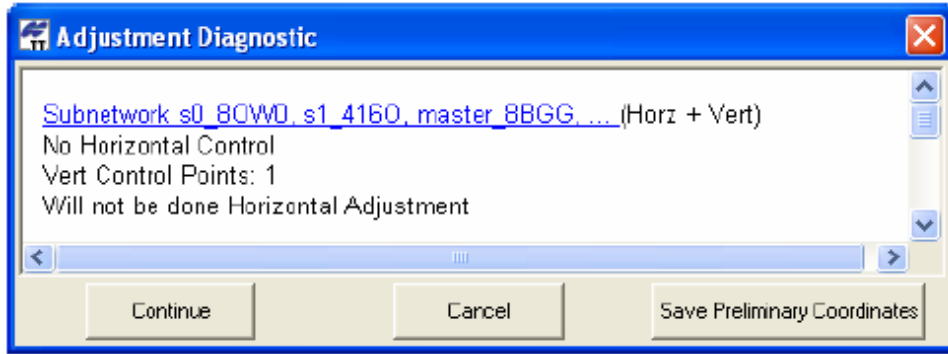 Adjustment Diagnostic
Subnetwork s0_8OW0, s1_416O, master_8BGG, ... (Horz + Vert)
No Horizontal Control
Vert Control Points: 1
Will not be done Horizontal Adjustment
Continue
Cancel
Save Preliminary Coordinates